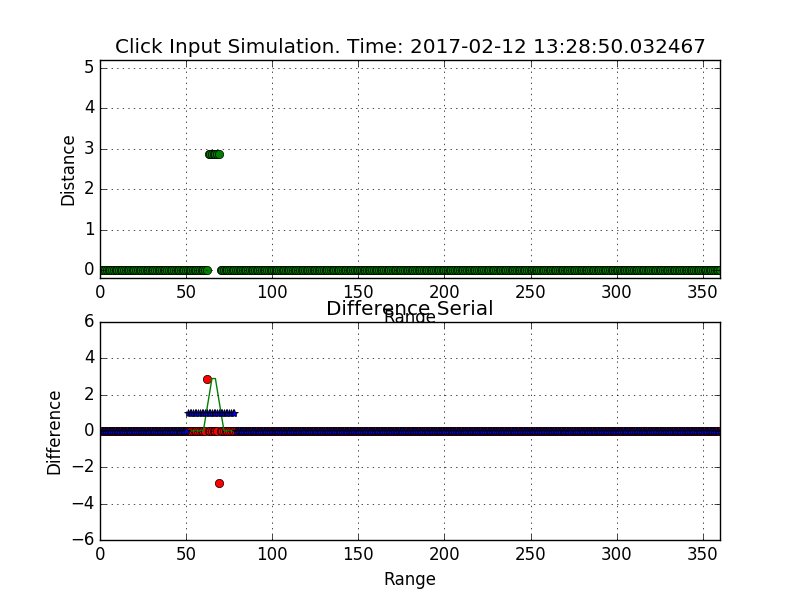 Click Input Simulation. Time: 2017-02-12 13:28:50.032467
5
4
3
2
1
0
Distance
0 50 100 150 200 250 300 350
Range
Difference Serial
6
4
2
0
−2
−4
−6
Difference
0 50 100 150 200 250 300 350
Range